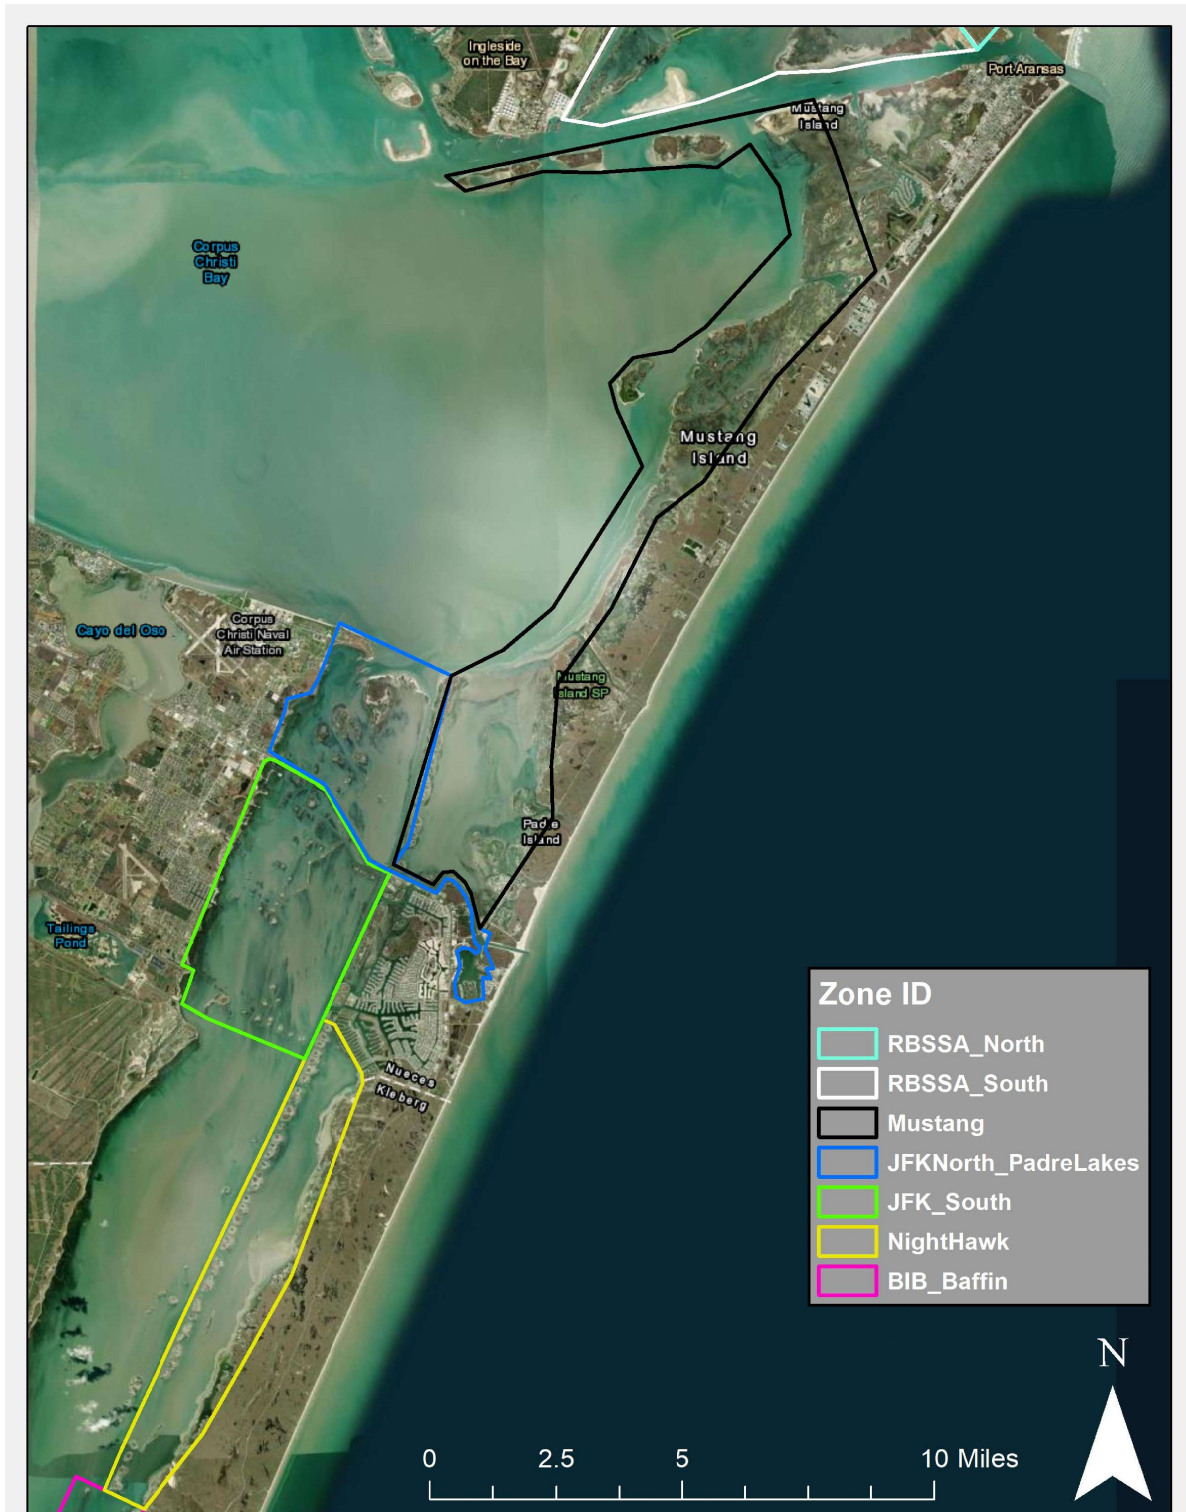 Ingleside
on the Bay
Port Aransas
Mustang
Island
Corpus
Christi
Bay
Mustang
Island
Cayo del Oso
Corpus
Christi Naval
Air Station
Mustang
Island SP
Padre
Island
Tailings
Pond
Nueces
Kleberg
Zone ID
RBSSA_North
RBSSA_South
Mustang
JFKNorth_PadreLakes
JFK_South
NightHawk
BIB_Baffin
N
0 2.5 5 10 Miles